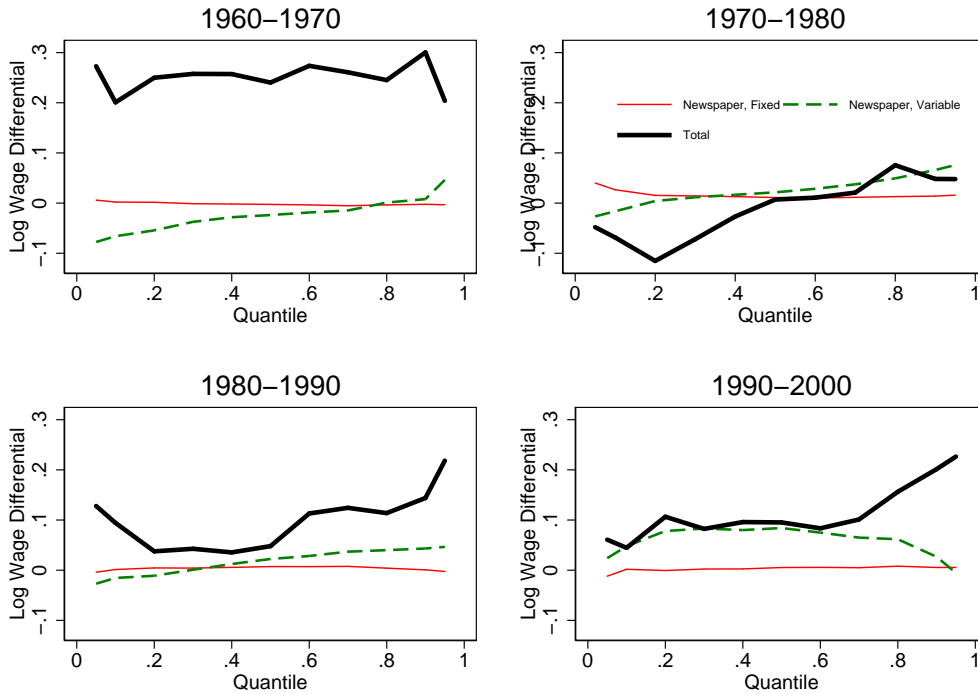 1960−1970
Log Wage Differential
.3
.2
.1
0
−.1
0 .2 .4 .6 .8 1
Quantile
1970−1980
Log Wage Differential
.3
.2
.1
0
−.1
Newspaper, Fixed
Newspaper, Variable
Total
0 .2 .4 .6 .8 1
Quantile
1980−1990
Log Wage Differential
.3
.2
.1
0
−.1
0 .2 .4 .6 .8 1
Quantile
1990−2000
Log Wage Differential
.3
.2
.1
0
−.1
0 .2 .4 .6 .8 1
Quantile